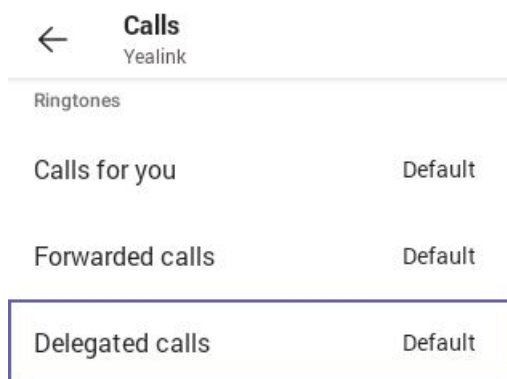 Calls
Yealink
Ringtones
Calls for you Default
Forwarded calls Default
Delegated calls Default